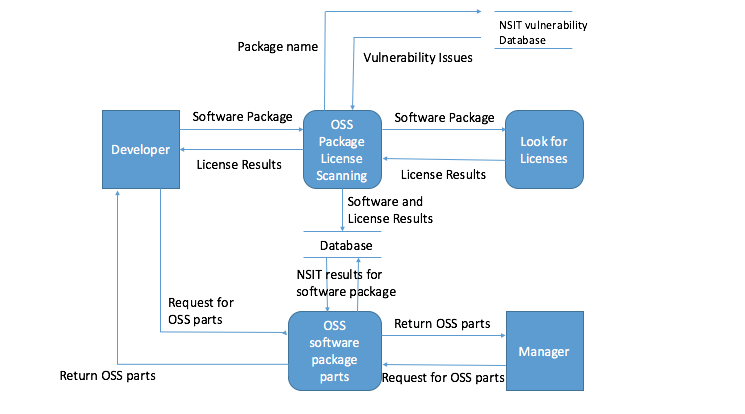 NSIT vulnerability
Database
Package name
Vulnerability Issues
Software Package
Software Package
OSS
Package
License
Scanning
Developer
Look for
Licenses
License Results
License Results
Software and
License Results
Database
NSIT results for
software package
Request for
OSS parts
OSS
software
package
parts
Return OSS parts
Manager
Return OSS parts
Request for OSS parts